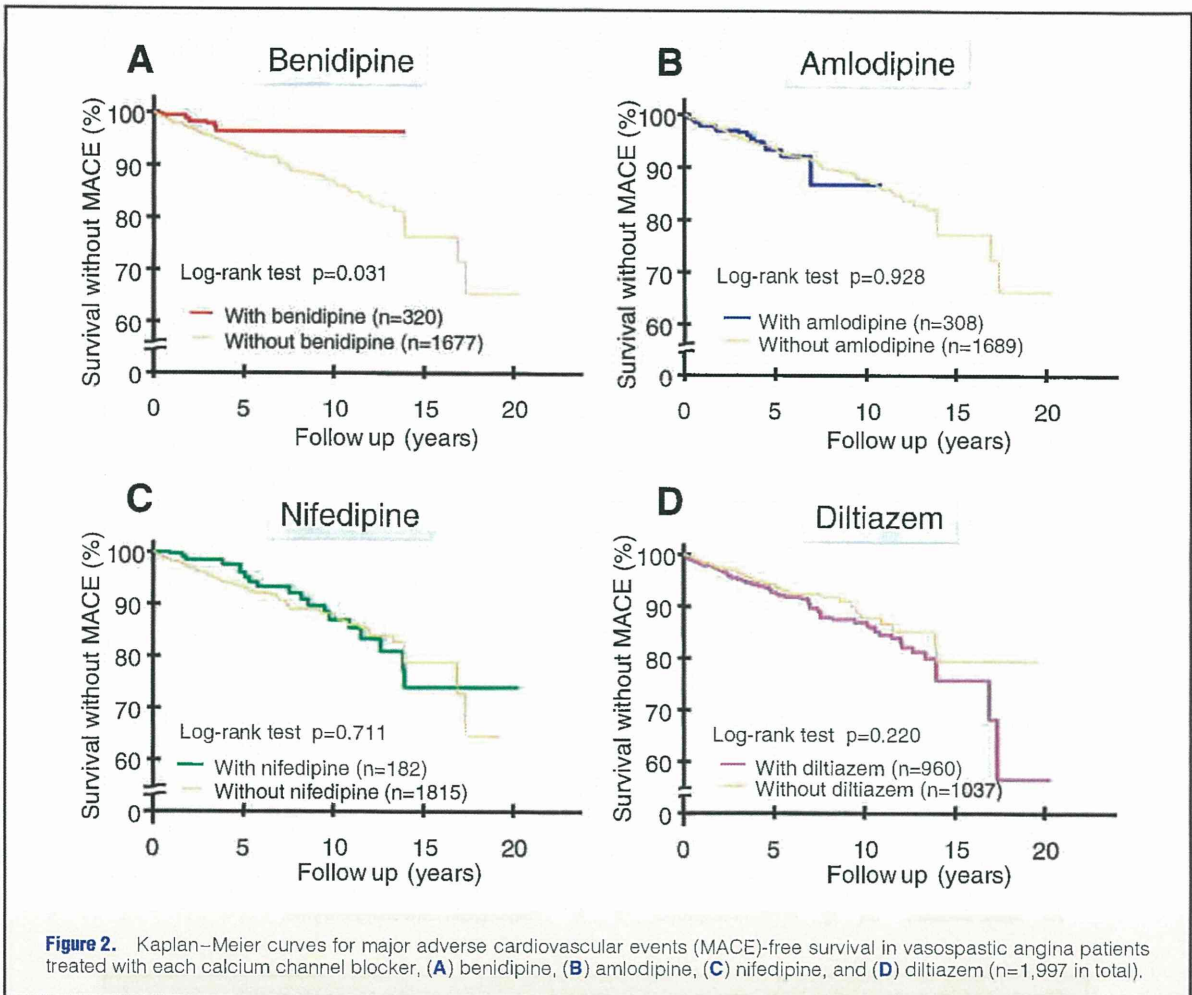 A
Benidipine
Survival without MACE (%)
100
90
80
70
60
0
Log-rank test p=0.031
With benidipine (n=320)
Without benidipine (n=1677)
0 5 10 15 20
Follow up (years)
B
Amlodipine
Survival without MACE (%)
100
90
80
70
60
0
Log-rank test p=0.928
With amlodipine (n=308)
Without amlodipine (n=1689)
0 5 10 15 20
Follow up (years)
C
Nifedipine
Survival without MACE (%)
100
90
80
70
60
0
Log-rank test p=0.711
With nifedipine (n=182)
Without nifedipine (n=1815)
0 5 10 15 20
Follow up (years)
D
Diltiazem
Survival without MACE (%)
100
90
80
70
60
0
Log-rank test p=0.220
With diltiazem (n=960)
Without diltiazem (n=1037)
0 5 10 15 20
Follow up (years)
Figure 2. Kaplan–Meier curves for major adverse cardiovascular events (MACE)-free survival in vasospastic angina patients
treated with each calcium channel blocker, (A) benidipine, (B) amlodipine, (C) nifedipine, and (D) diltiazem (n=1,997 in total).